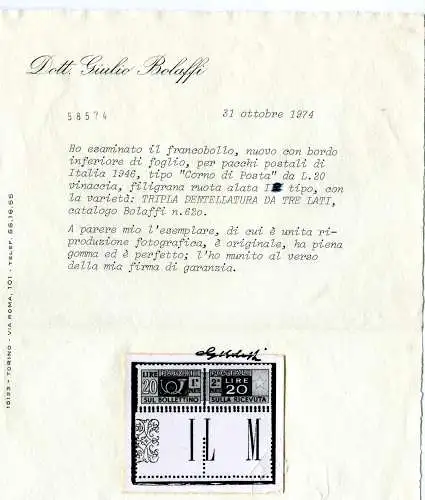 Dott. Giulio Bolaffi
58574
31 ottobre 1974
Ho esaminato il francobollo, nuovo con bordo
inferiore di foglio, per pacchi postali di
Italia 1946, tipo "Corno di Posta" da L.20
vinaccia, filigrana ruota alata I tipo, con
la varietà: TRIPLA DENTELLATURA DA TRE LATI,
catalogo Bolaffi n.62c.
A parere mio l'esemplare, di cui è unita ri-
produzione fotografica, è originale, ha piena
gomma ed è perfetto; l'ho munito al verso
della mia firma di garanzia.
10123 - TORINO - VIA ROMA, 101 - TELEF. 55.16.55
LIRE PACCHI POSTALI
20 1ª PARTE 2ª PARTE LIRE 20
SUL BOLLETTINO SULLA RICEVUTA
IL M